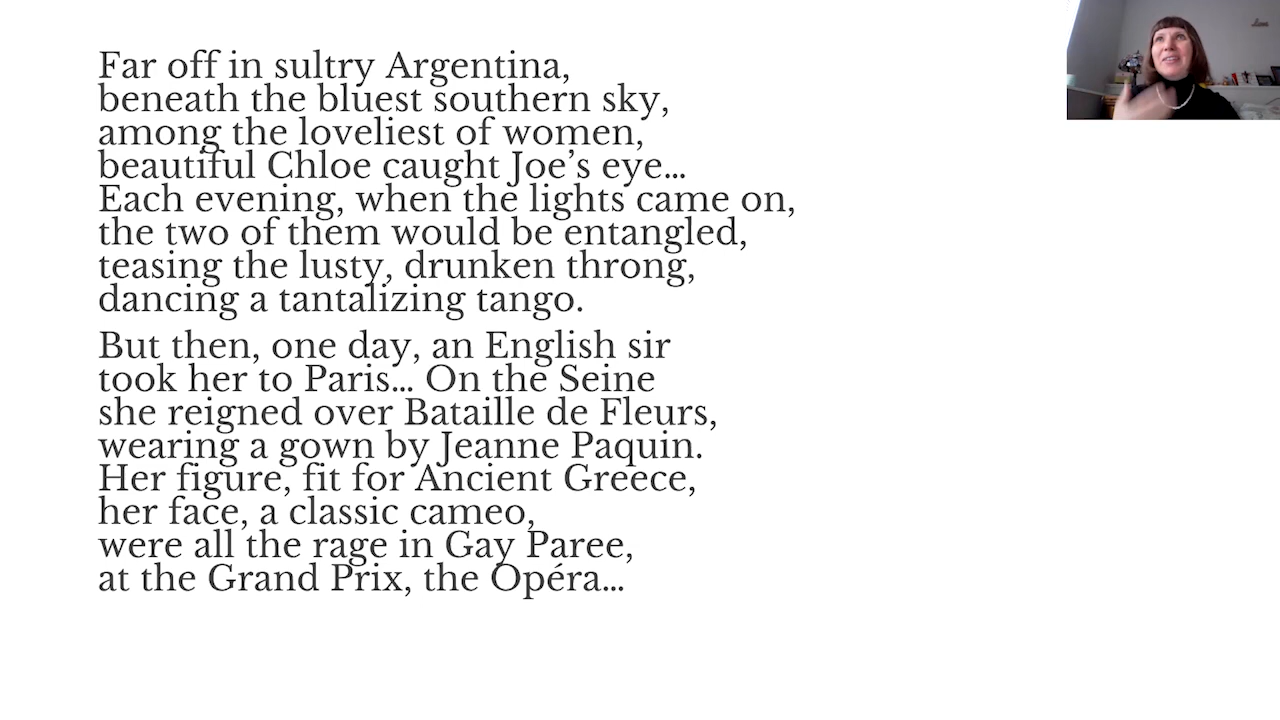 Far off in sultry Argentina,
beneath the bluest southern sky,
among the loveliest of women,
beautiful Chloe caught Joe’s eye…
Each evening, when the lights came on,
the two of them would be entangled,
teasing the lusty, drunken throng,
dancing a tantalizing tango.
But then, one day, an English sir
took her to Paris… On the Seine
she reigned over Bataille de Fleurs,
wearing a gown by Jeanne Paquin.
Her figure, fit for Ancient Greece,
her face, a classic cameo,
were all the rage in Gay Paree,
at the Grand Prix, the Opéra…